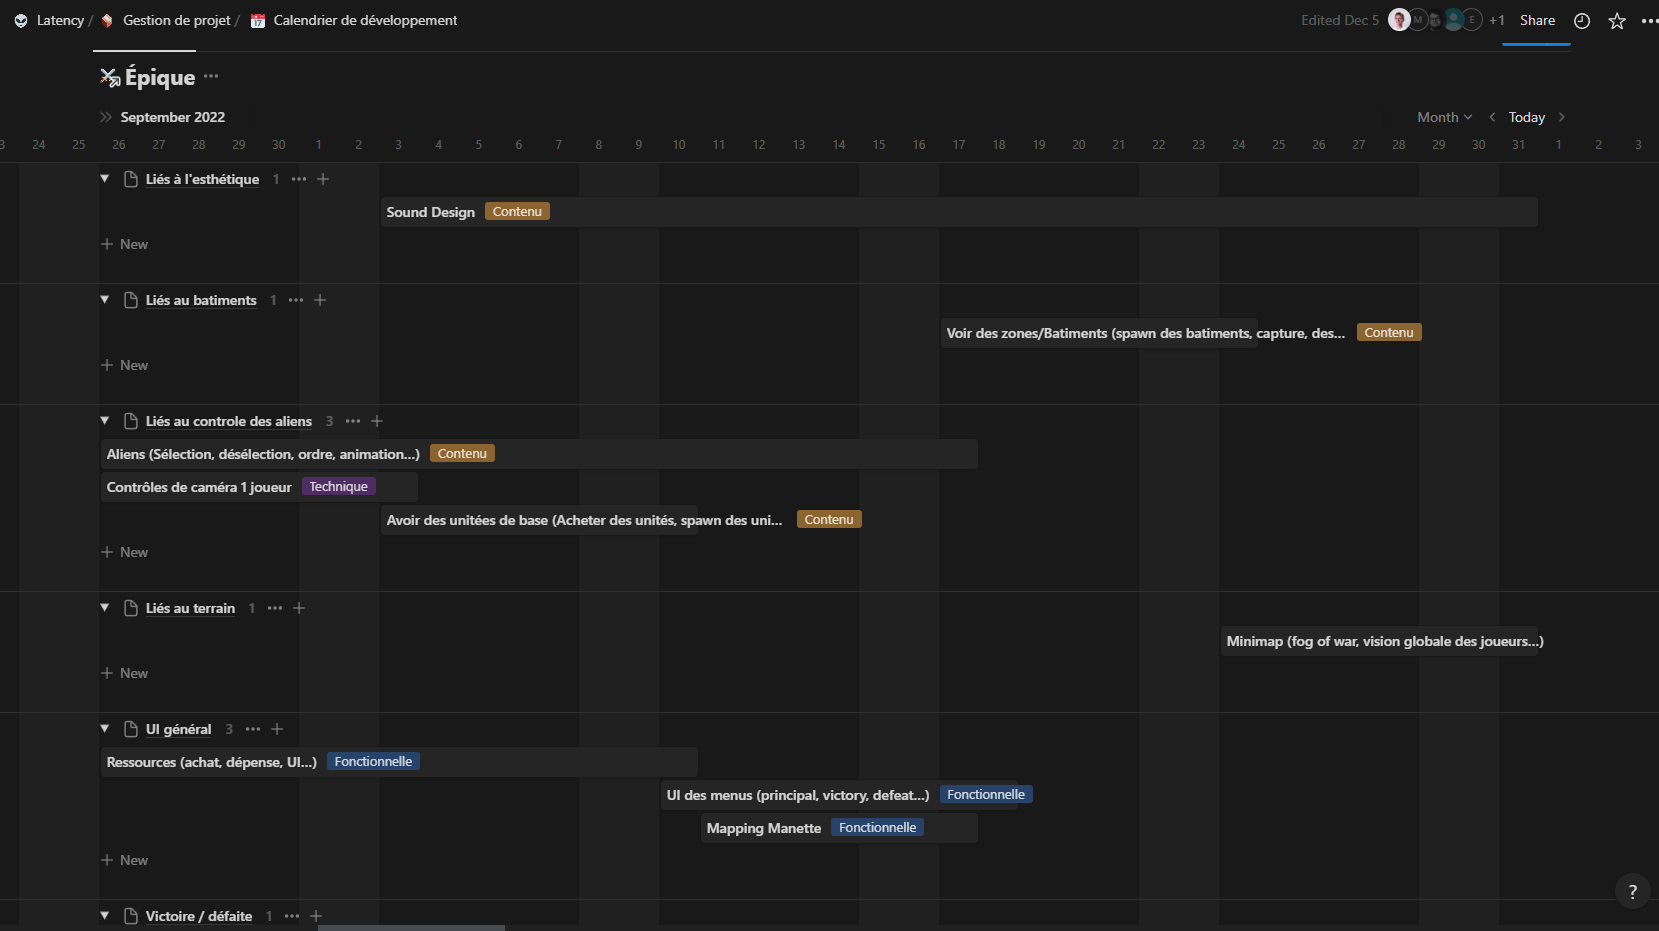 Latency / Gestion de projet / Calendrier de développement Edited Dec 5 M E +1 Share
Épique
September 2022 Month Today
3 24 25 26 27 28 29 30 1 2 3 4 5 6 7 8 9 10 11 12 13 14 15 16 17 18 19 20 21 22 23 24 25 26 27 28 29 30 31 1 2 3
Liés à l'esthétique 1
Sound Design Contenu
New
Liés au batiments 1
Voir des zones/Batiments (spawn des batiments, capture, des... Contenu
New
Liés au controle des aliens 3
Aliens (Sélection, désélection, ordre, animation...) Contenu
Contrôles de caméra 1 joueur Technique
Avoir des unitées de base (Acheter des unités, spawn des uni... Contenu
New
Liés au terrain 1
Minimap (fog of war, vision globale des joueurs...)
New
UI général 3
Ressources (achat, dépense, UI...) Fonctionnelle
UI des menus (principal, victory, defeat...) Fonctionnelle
Mapping Manette Fonctionnelle
New
?
Victoire / défaite 1